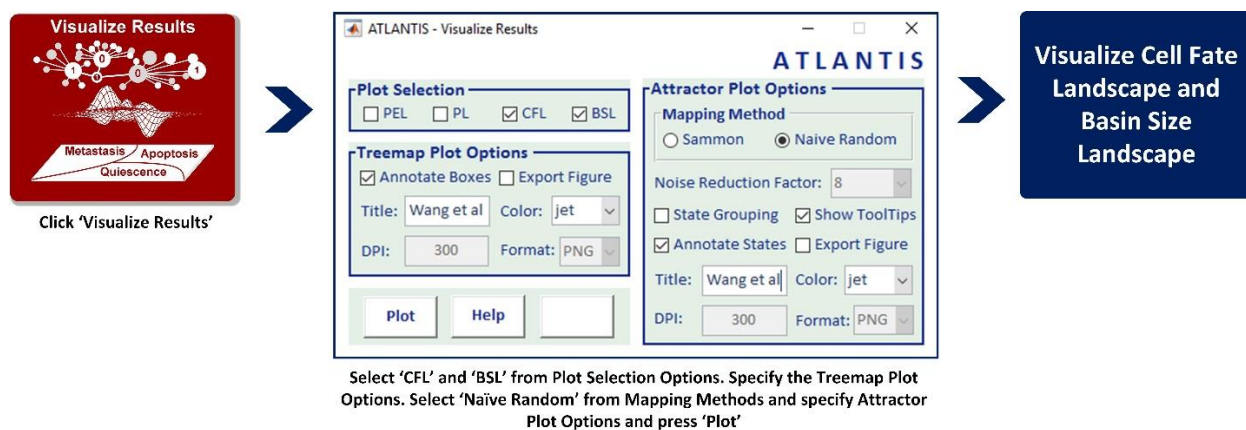 Visualize Results
1
0
1
0
1
Metastasis
Apoptosis
Quiescence
Click ‘Visualize Results’
ATLANTIS - Visualize Results
ATLANTIS
Plot Selection
PEL PL CFL BSL
Treemap Plot Options
Annotate Boxes Export Figure
Title: Wang et al Color: jet
DPI: 300 Format: PNG
Plot Help
Attractor Plot Options
Mapping Method
Sammon Naive Random
Noise Reduction Factor: 8
State Grouping Show ToolTips
Annotate States Export Figure
Title: Wang et al Color: jet
DPI: 300 Format: PNG
Select ‘CFL’ and ‘BSL’ from Plot Selection Options. Specify the Treemap Plot
Options. Select ‘Naïve Random’ from Mapping Methods and specify Attractor
Plot Options and press ‘Plot’
Visualize Cell Fate
Landscape and
Basin Size
Landscape